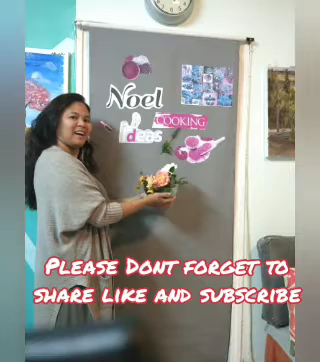 Noel
COOKING
Ideas
PLEASE DONT FORGET TO
SHARE LIKE AND SUBSCRIBE